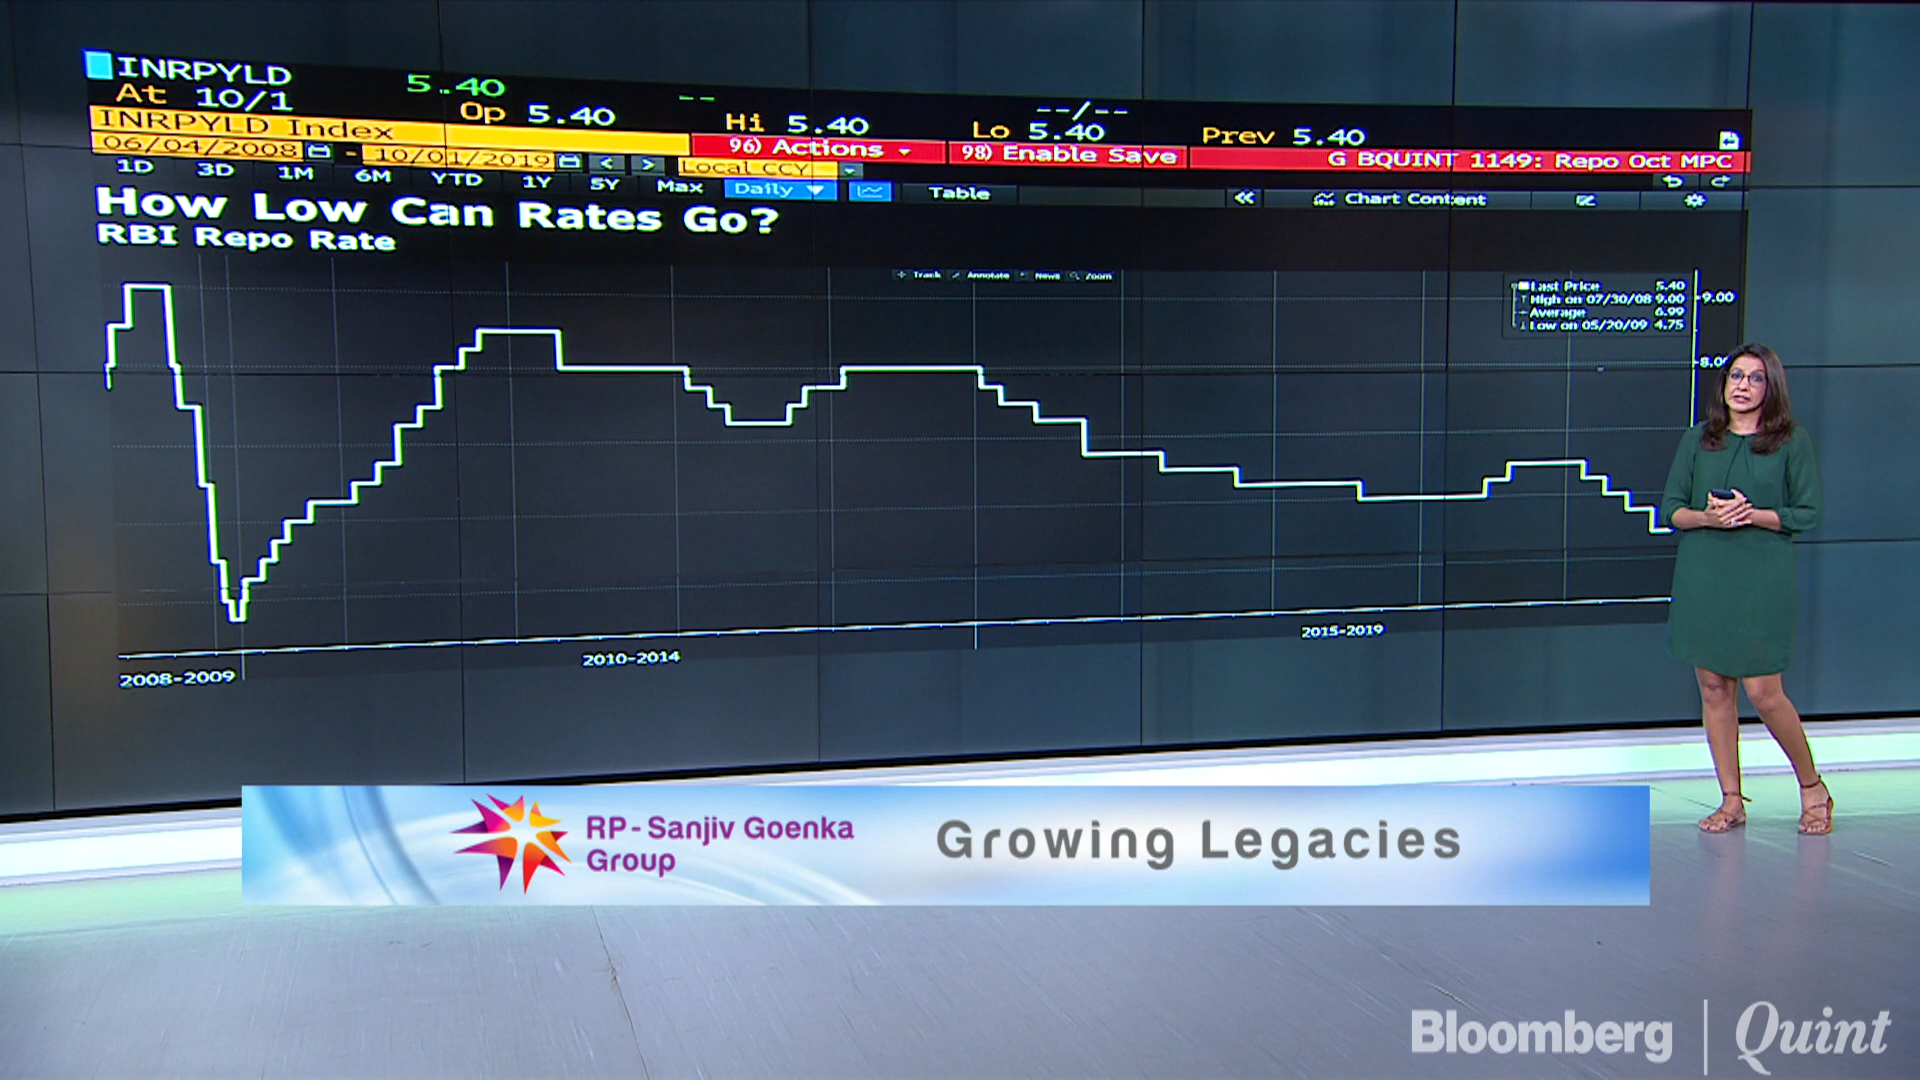 INRPYLD 5.40 -- --/--
At 10/1 Op 5.40 Hi 5.40 Lo 5.40 Prev 5.40
INRPYLD Index 96) Actions 98) Enable Save G BQUINT 1149: Repo Oct MPC
06/04/2008 - 10/01/2019 < > Local CCY
1D 3D 1M 6M YTD 1Y 5Y Max Daily Table « Chart Content
How Low Can Rates Go?
RBI Repo Rate
Track Annotate News Zoom
Last Price 5.40
High on 07/30/08 9.00
Average 6.99
Low on 05/20/09 4.75
9.00
8.00
2008-2009
2010-2014
2015-2019
RP-Sanjiv Goenka
Group
Growing Legacies
Bloomberg | Quint